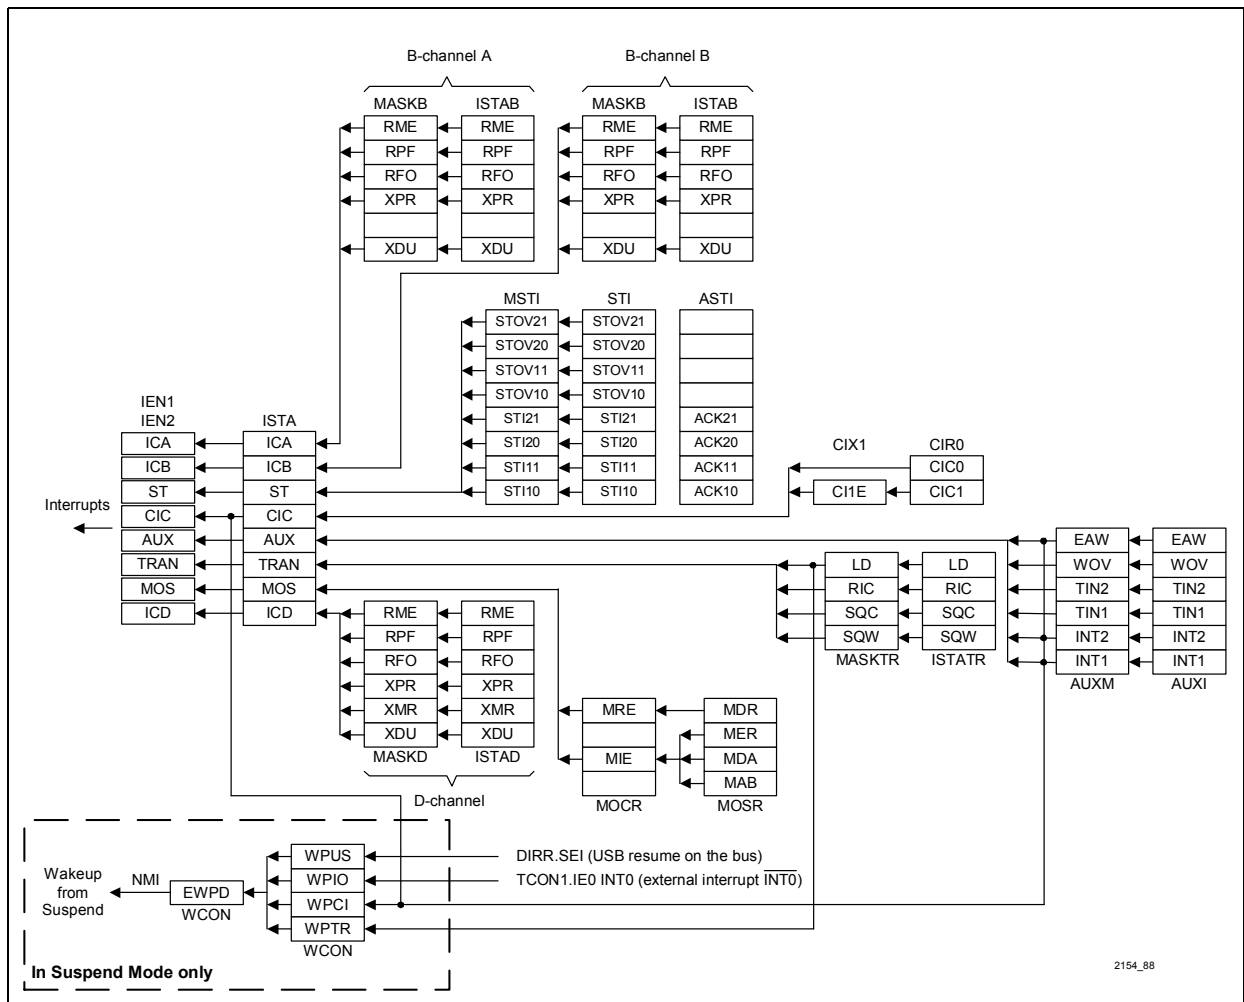 B-channel A B-channel B
MASKB ISTAB MASKB ISTAB
RME RME RME RME
RPF RPF RPF RPF
RFO RFO RFO RFO
XPR XPR XPR XPR
XDU XDU XDU XDU
MSTI STI ASTI
STOV21 STOV21
STOV20 STOV20
STOV11 STOV11
STOV10 STOV10
IEN1
IEN2 ISTA STI21 STI21 ACK21
ICA ICA STI20 STI20 ACK20 CIX1 CIR0
ICB ICB STI11 STI11 ACK11 CIC0
ST ST STI10 STI10 ACK10 CI1E CIC1
Interrupts
CIC CIC
AUX AUX EAW EAW
TRAN TRAN LD LD WOV WOV
MOS MOS RIC RIC TIN2 TIN2
ICD ICD RME RME SQC SQC TIN1 TIN1
RPF RPF SQW SQW INT2 INT2
RFO RFO MASKTR ISTATR INT1 INT1
XPR XPR AUXM AUXI
XMR XMR MRE MDR
XDU XDU MER
MASKD ISTAD MIE MDA
MAB
D-channel MOCR MOSR
WPUS DIRR.SEI (USB resume on the bus)
Wakeup from Suspend NMI WPIO TCON1.IE0 INT0 (external interrupt INT0)
EWPD WPCI
WCON WPTR
WCON
In Suspend Mode only
2154_88